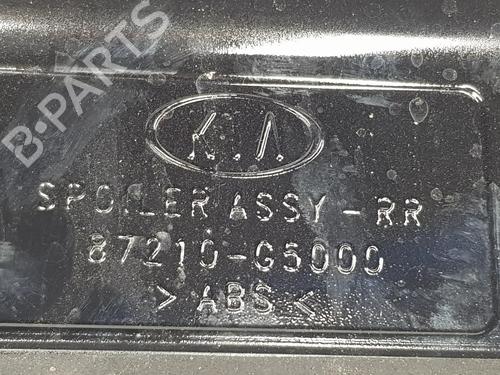 B-PARTS
KIA
SPOILER ASSY-RR
87210-G5000
> ABS <